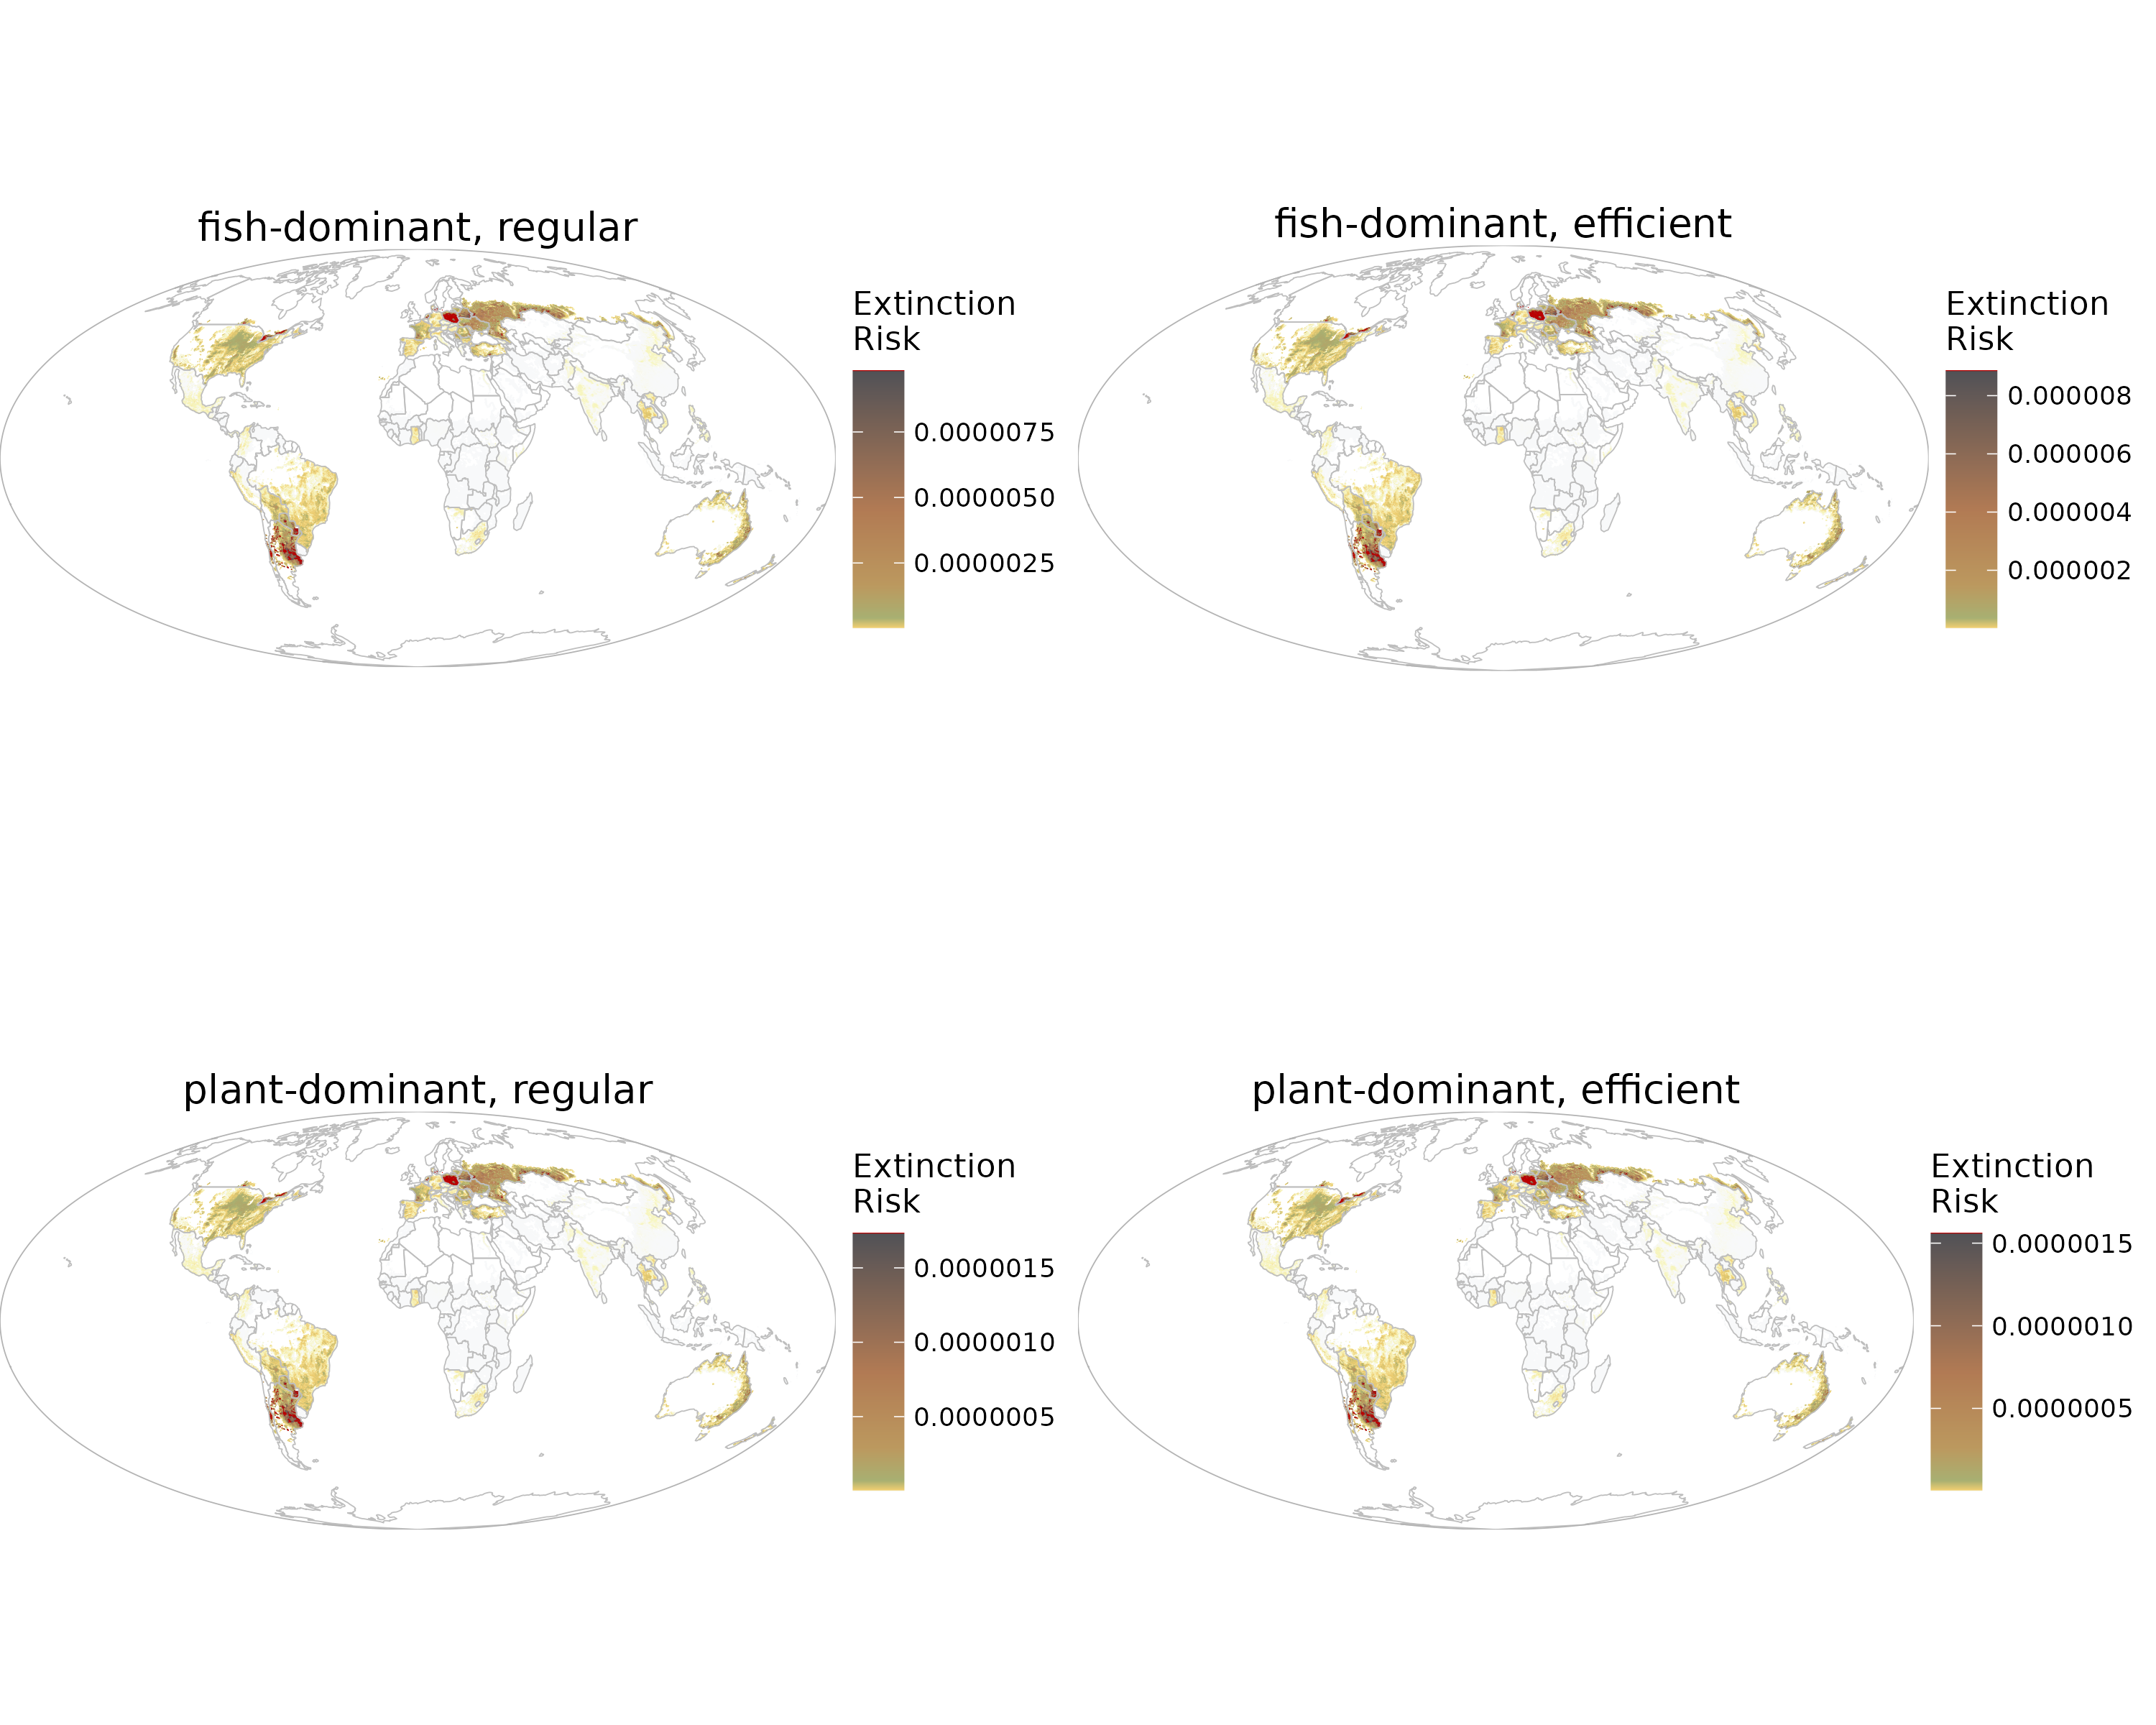 fish-dominant, regular
Extinction
Risk
0.0000075
0.0000050
0.0000025
fish-dominant, efficient
Extinction
Risk
0.000008
0.000006
0.000004
0.000002
plant-dominant, regular
Extinction
Risk
0.0000015
0.0000010
0.0000005
plant-dominant, efficient
Extinction
Risk
0.0000015
0.0000010
0.0000005